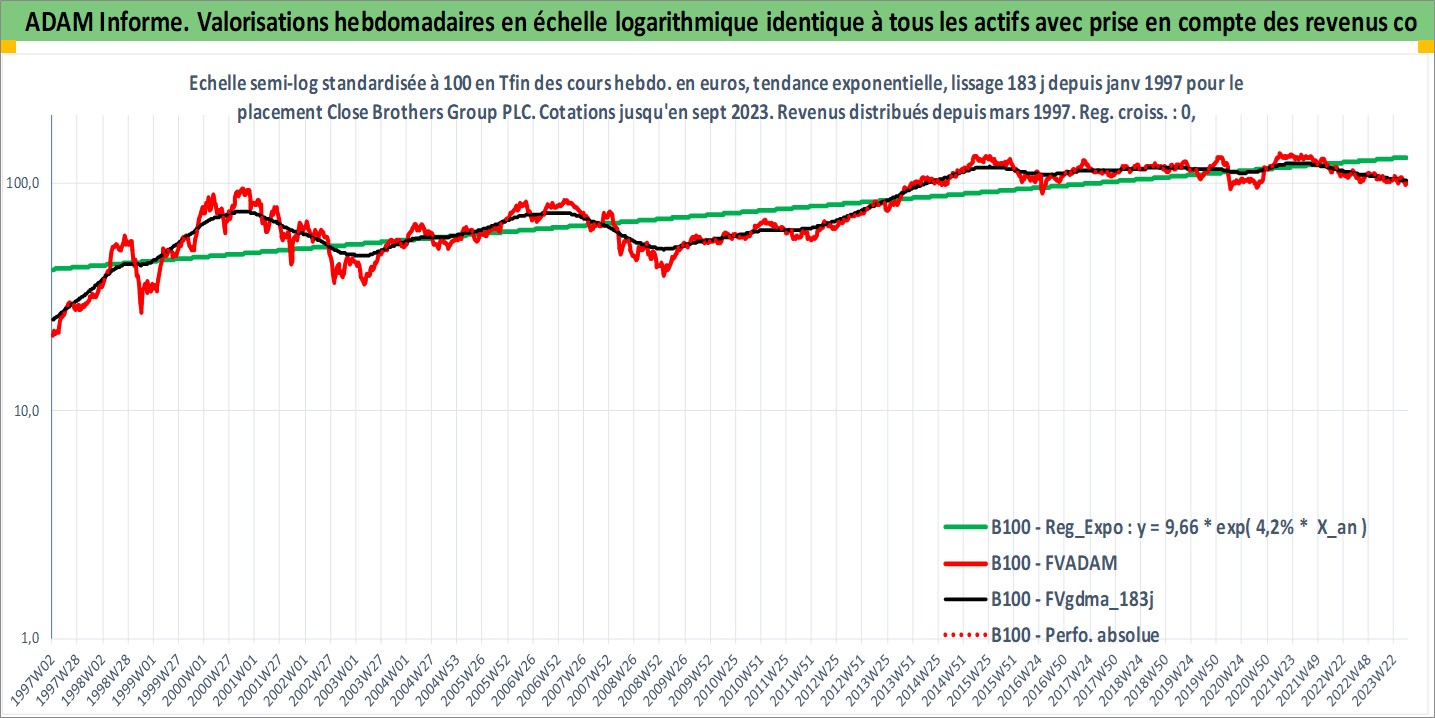 ADAM Informe. Valorisations hebdomadaires en échelle logarithmique identique à tous les actifs avec prise en compte des revenus co
Echelle semi-log standardisée à 100 en Tfin des cours hebdo. en euros, tendance exponentielle, lissage 183 j depuis janv 1997 pour le
placement Close Brothers Group PLC. Cotations jusqu'en sept 2023. Revenus distribués depuis mars 1997. Reg. croiss. : 0,
100,0
10,0
1,0
B100 - Reg_Expo : y = 9,66 * exp( 4,2% * X_an )
B100 - FVADAM
B100 - FVgdma_183j
B100 - Perfo. absolue
1997W02
1997W28
1998W02
1998W28
1999W01
1999W27
2000W01
2000W27
2001W01
2001W27
2002W01
2002W27
2003W01
2003W27
2004W01
2004W27
2004W53
2005W26
2005W52
2006W26
2006W52
2007W26
2007W52
2008W26
2008W52
2009W26
2009W52
2010W25
2010W51
2011W25
2011W51
2012W25
2012W51
2013W25
2013W51
2014W25
2014W51
2015W25
2015W51
2016W24
2016W50
2017W24
2017W50
2018W24
2018W50
2019W24
2019W50
2020W24
2020W50
2021W23
2021W49
2022W22
2022W48
2023W22